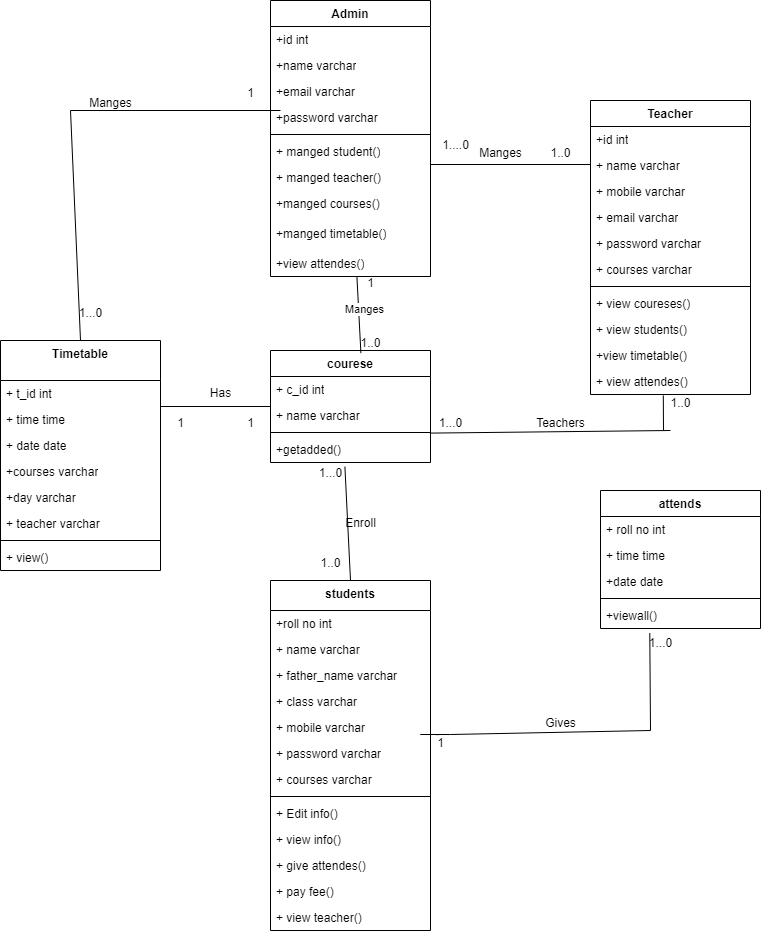 Admin
+id int
+name varchar
+email varchar
+password varchar
+ manged student()
+ manged teacher()
+manged courses()
+manged timetable()
+view attendes()
Manges
1
1...0
1....0
Manges
1..0
Teacher
+id int
+ name varchar
+ mobile varchar
+ email varchar
+ password varchar
+ courses varchar
+ view coureses()
+ view students()
+view timetable()
+ view attendes()
1
Manges
1..0
Timetable
+ t_id int
+ time time
+ date date
+courses varchar
+day varchar
+ teacher varchar
+ view()
Has
1
1
courese
+ c_id int
+ name varchar
+getadded()
1...0
Teachers
1..0
1...0
Enroll
1..0
attends
+ roll no int
+ time time
+date date
+viewall()
1...0
students
+roll no int
+ name varchar
+ father_name varchar
+ class varchar
+ mobile varchar
+ password varchar
+ courses varchar
+ Edit info()
+ view info()
+ give attendes()
+ pay fee()
+ view teacher()
1
Gives